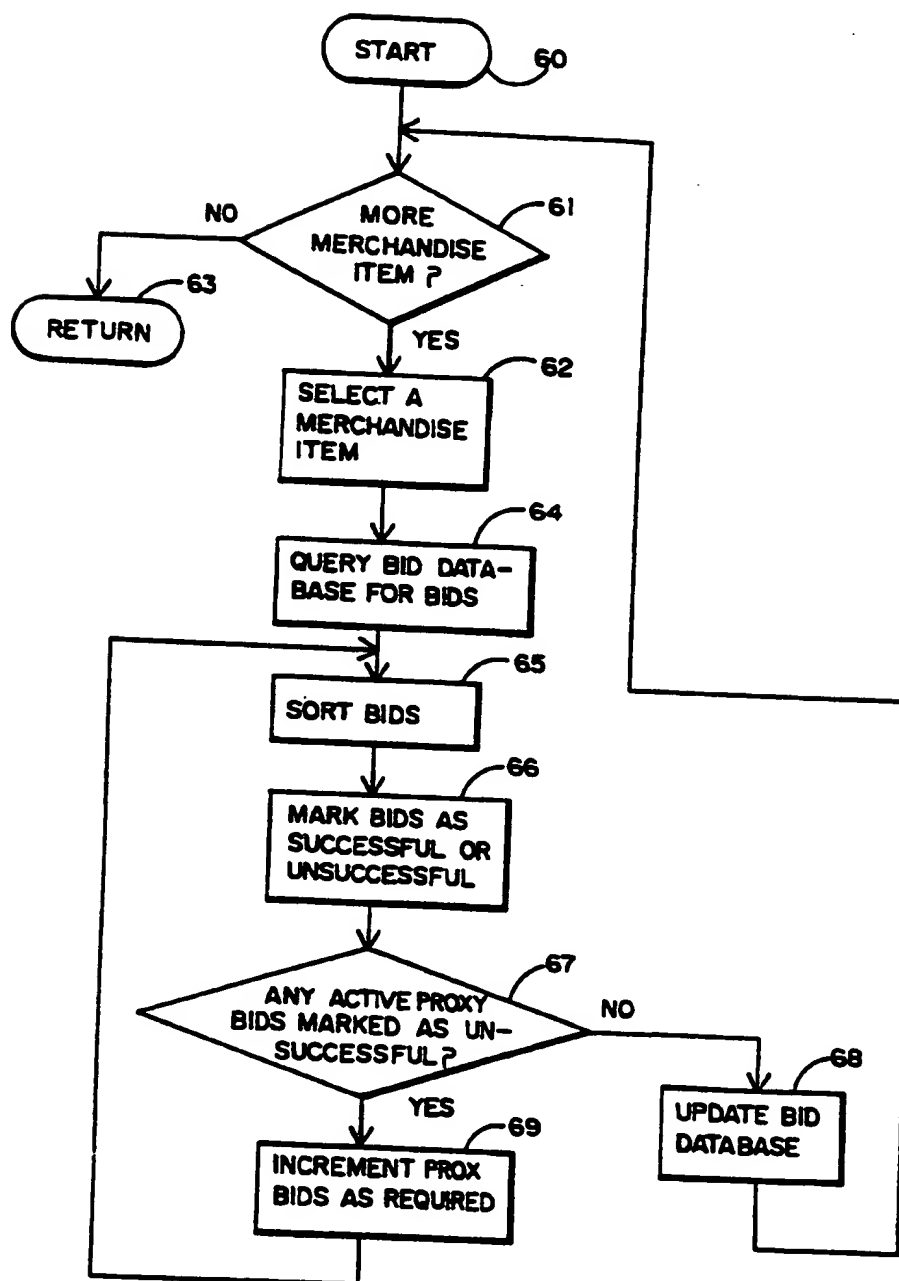 START
60
MORE
MERCHANDISE
ITEM ?
61
NO
63
RETURN
YES
62
SELECT A
MERCHANDISE
ITEM
64
QUERY BID DATA-
BASE FOR BIDS
65
SORT BIDS
66
MARK BIDS AS
SUCCESSFUL OR
UNSUCCESSFUL
67
ANY ACTIVE PROXY
BIDS MARKED AS UN-
SUCCESSFUL?
NO
68
UPDATE BID
DATABASE
YES
69
INCREMENT PROX
BIDS AS REQUIRED